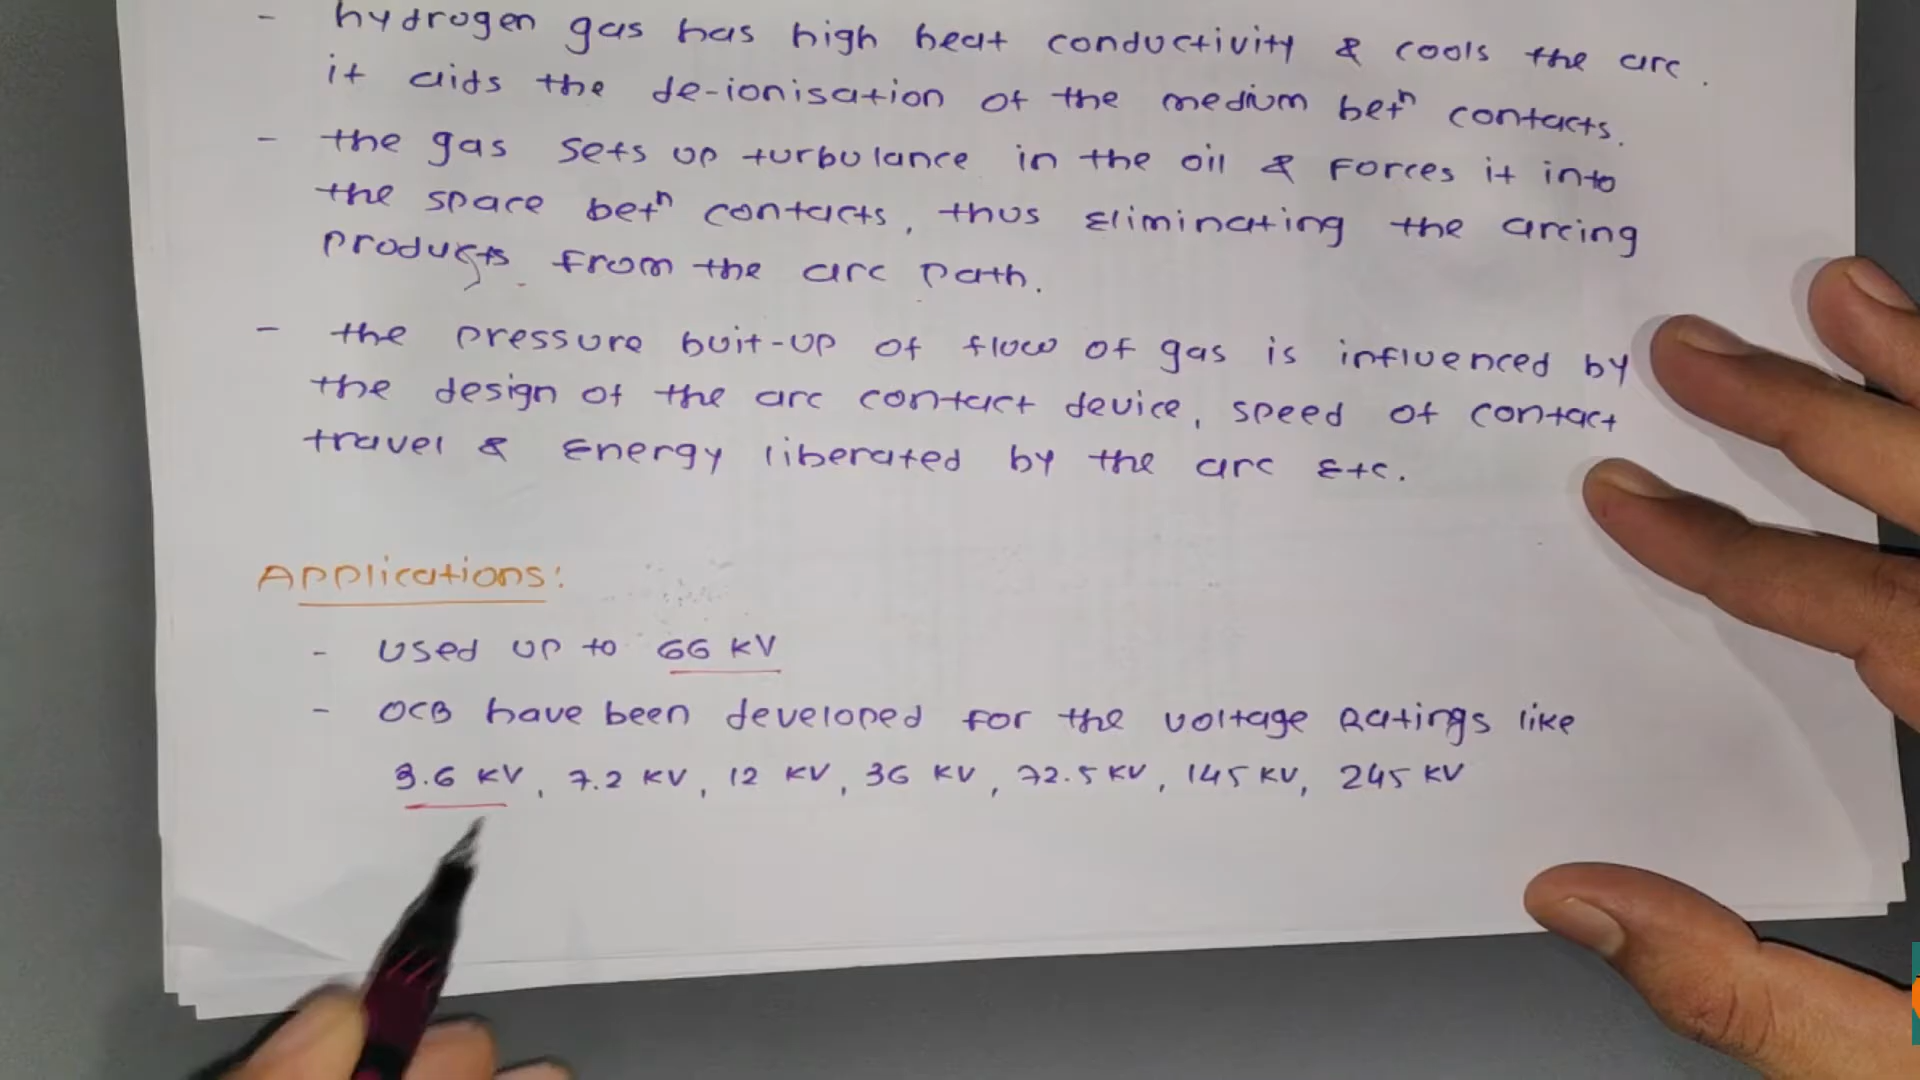 - hydrogen gas has high heat conductivity & cools the arc.
it aids the de-ionisation of the medium betⁿ contacts.
- the gas sets up turbulance in the oil & forces it into
the space betⁿ contacts, thus Eliminating the arcing
products from the arc path.
- the pressure buit-up of flow of gas is influenced by
the design of the arc contact device, speed of contact
travel & Energy liberated by the arc Etc.
Applications:
- Used up to 66 KV
- OCB have been developed for the voltage Ratings like
3.6 KV, 7.2 KV, 12 KV, 36 KV, 72.5 KV, 145 KV, 245 KV